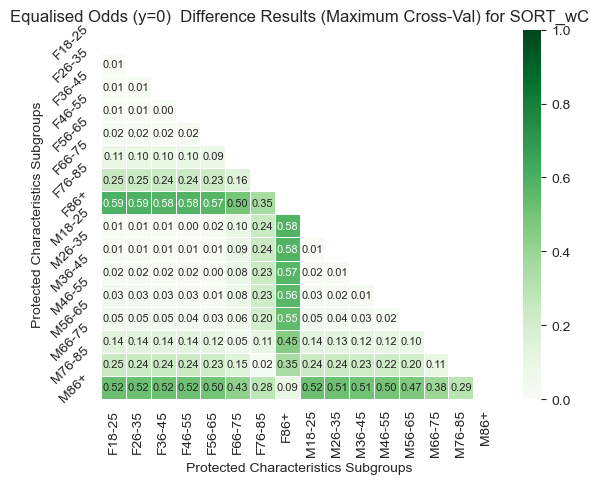 Equalised Odds (y=0)  Difference Results (Maximum Cross-Val) for SORT_wC
Protected Characteristics Subgroups
F18-25
F26-35 0.01
F36-45 0.01 0.01
F46-55 0.01 0.01 0.00
F56-65 0.02 0.02 0.02 0.02
F66-75 0.11 0.10 0.10 0.10 0.09
F76-85 0.25 0.25 0.24 0.24 0.23 0.16
F86+ 0.59 0.59 0.58 0.58 0.57 0.50 0.35
M18-25 0.01 0.01 0.01 0.00 0.02 0.10 0.24 0.58
M26-35 0.01 0.01 0.01 0.01 0.01 0.09 0.24 0.58 0.01
M36-45 0.02 0.02 0.02 0.02 0.00 0.08 0.23 0.57 0.02 0.01
M46-55 0.03 0.03 0.03 0.03 0.01 0.08 0.23 0.56 0.03 0.02 0.01
M56-65 0.05 0.05 0.05 0.04 0.03 0.06 0.20 0.55 0.05 0.04 0.03 0.02
M66-75 0.14 0.14 0.14 0.14 0.12 0.05 0.11 0.45 0.14 0.13 0.12 0.12 0.10
M76-85 0.25 0.24 0.24 0.24 0.23 0.15 0.02 0.35 0.24 0.24 0.23 0.22 0.20 0.11
M86+ 0.52 0.52 0.52 0.52 0.50 0.43 0.28 0.09 0.52 0.51 0.51 0.50 0.47 0.38 0.29
F18-25 F26-35 F36-45 F46-55 F56-65 F66-75 F76-85 F86+ M18-25 M26-35 M36-45 M46-55 M56-65 M66-75 M76-85 M86+
Protected Characteristics Subgroups
1.0
0.8
0.6
0.4
0.2
0.0